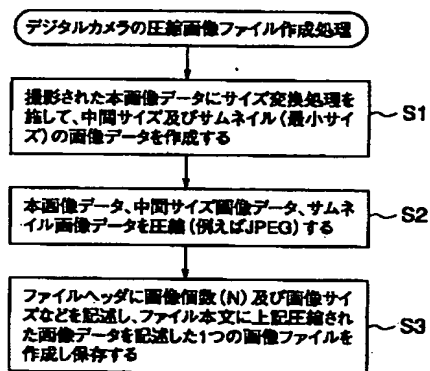 デジタルカメラの圧縮画像ファイル作成処理
撮影された本画像データにサイズ変換処理を
施して、中間サイズ及びサムネイル(最小サイ
ズ)の画像データを作成する
S1
本画像データ、中間サイズ画像データ、サムネ
イル画像データを圧縮(例えばJPEG)する
S2
ファイルヘッダに画像個数(N)及び画像サイ
ズなどを記述し、ファイル本文に上記圧縮され
た画像データを記述した1つの画像ファイルを
作成し保存する
S3